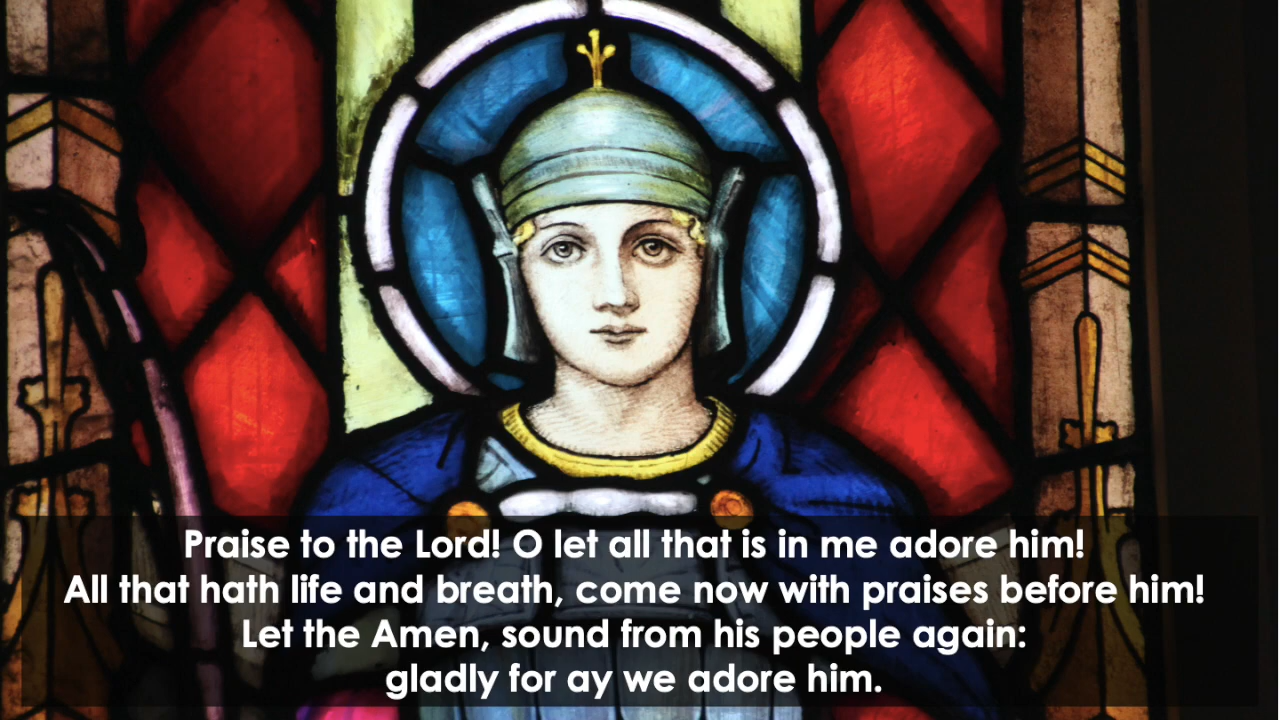 Praise to the Lord! O let all that is in me adore him!
All that hath life and breath, come now with praises before him!
Let the Amen, sound from his people again:
gladly for ay we adore him.